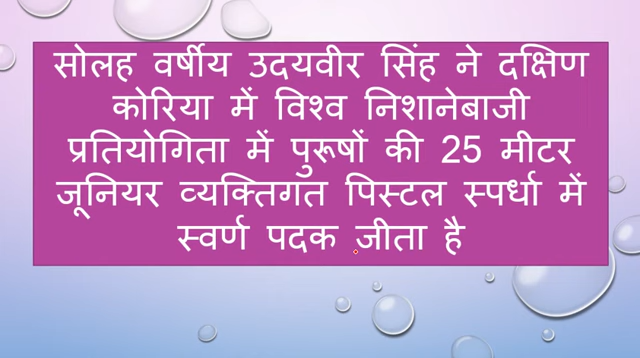 सोलह वर्षीय उदयवीर सिंह ने दक्षिण
कोरिया में विश्व निशानेबाजी
प्रतियोगिता में पुरूषों की 25 मीटर
जूनियर व्यक्तिगत पिस्टल स्पर्धा में
स्वर्ण पदक जीता है